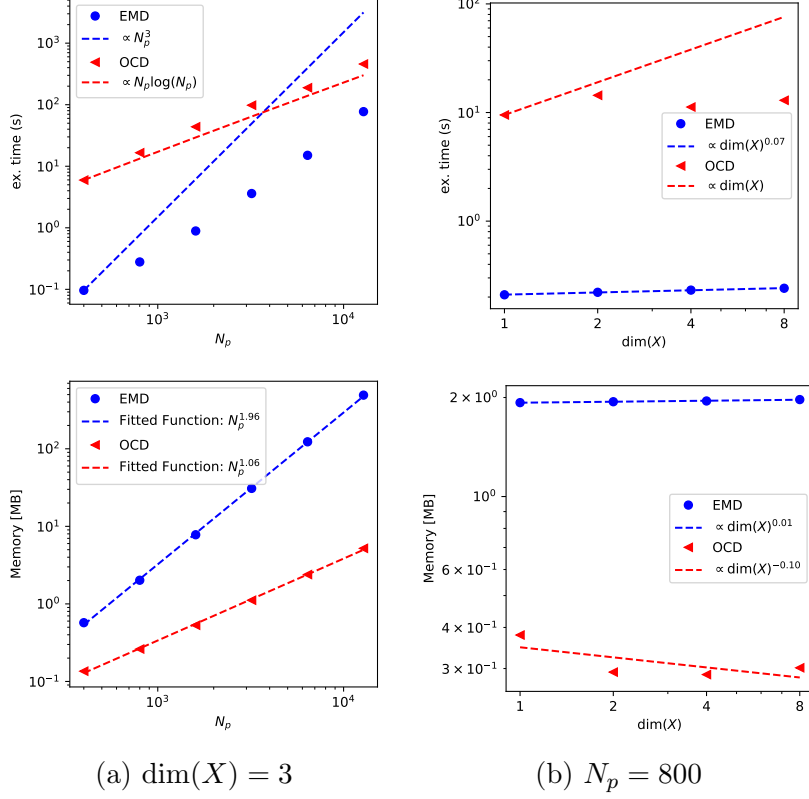 EMD
∝ N_p^3
OCD
∝ N_p log(N_p)
10^3
10^2
10^1
10^0
10^{-1}
ex. time (s)
10^3
10^4
N_p
10^2
10^1
10^0
ex. time (s)
EMD
∝ dim(X)^{0.07}
OCD
∝ dim(X)
1
2
4
8
dim(X)
EMD
Fitted Function: N_p^{1.96}
OCD
Fitted Function: N_p^{1.06}
10^2
10^1
10^0
10^{-1}
Memory [MB]
10^3
10^4
N_p
2 × 10^0
10^0
6 × 10^{-1}
4 × 10^{-1}
3 × 10^{-1}
Memory [MB]
EMD
∝ dim(X)^{0.01}
OCD
∝ dim(X)^{−0.10}
1
2
4
8
dim(X)
(a) dim(X) = 3
(b) N_p = 800